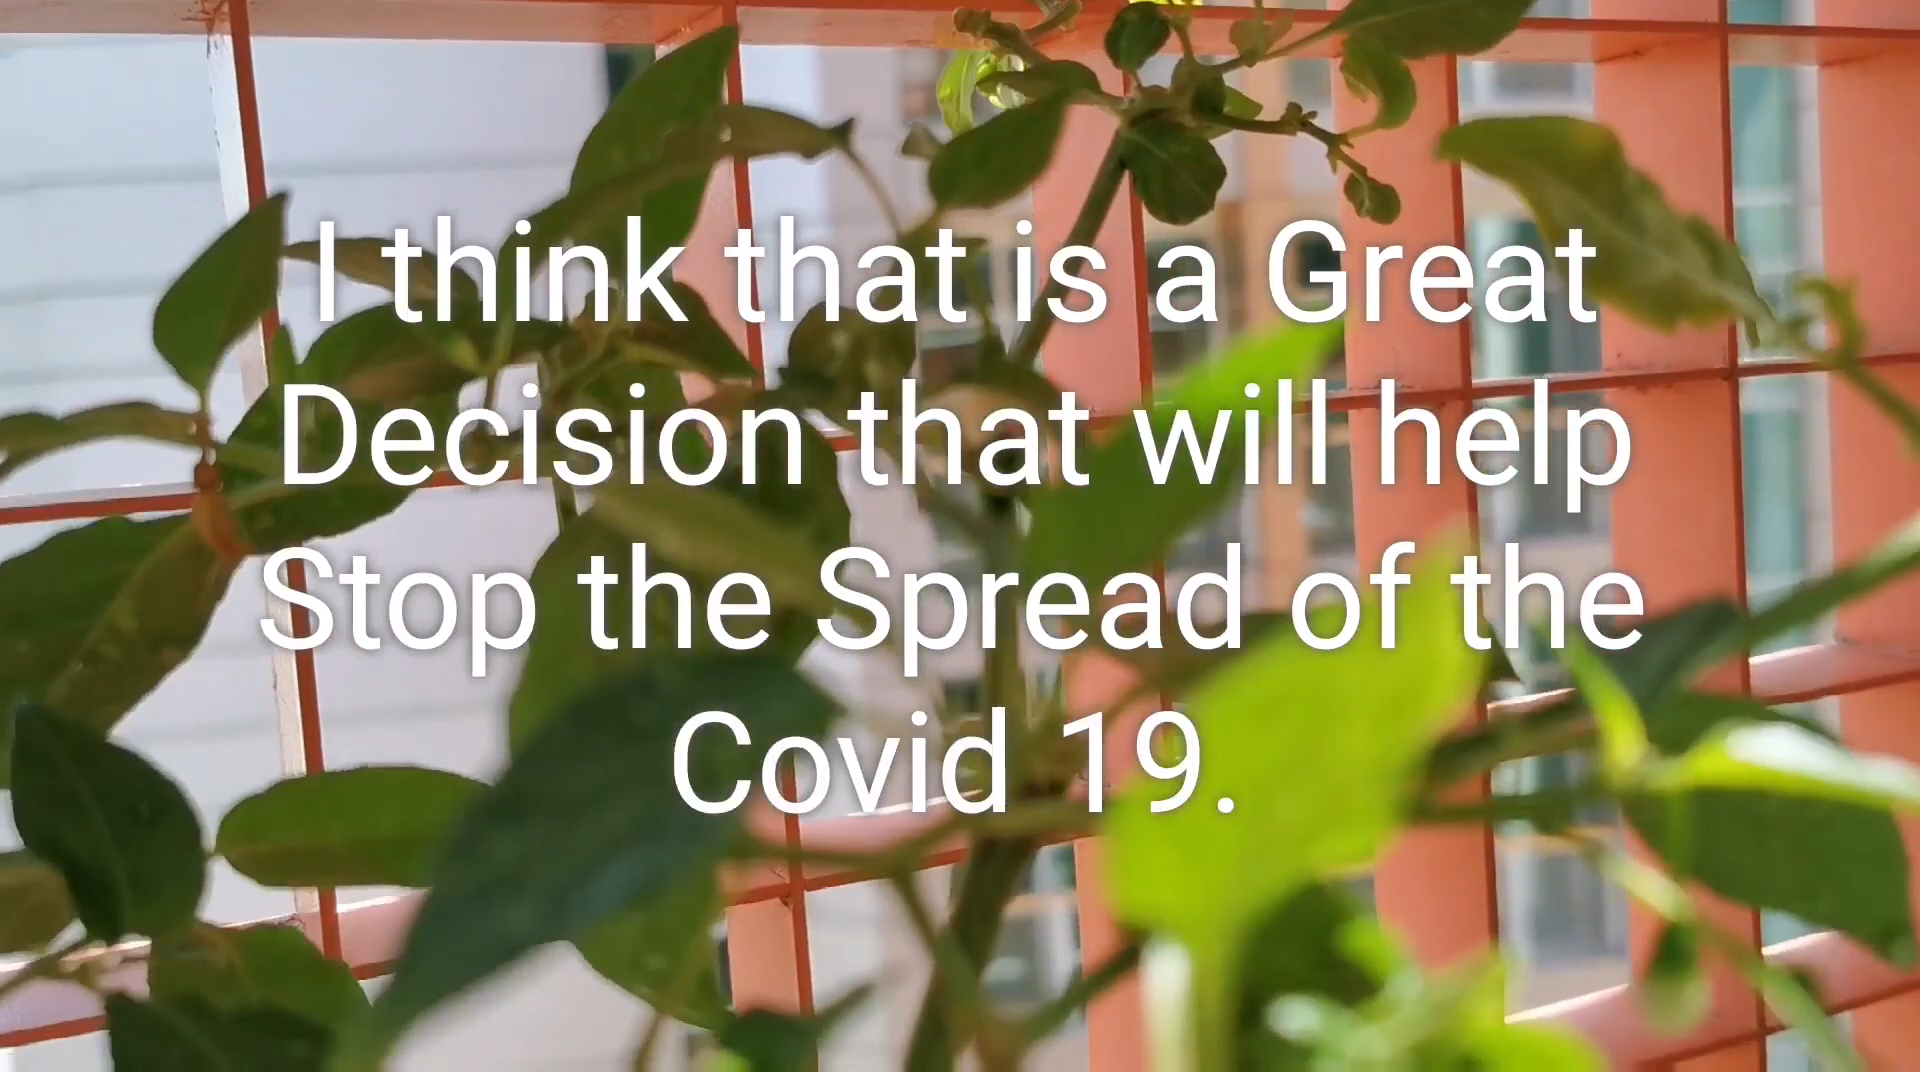 I think that is a Great
Decision that will help
Stop the Spread of the
Covid 19.